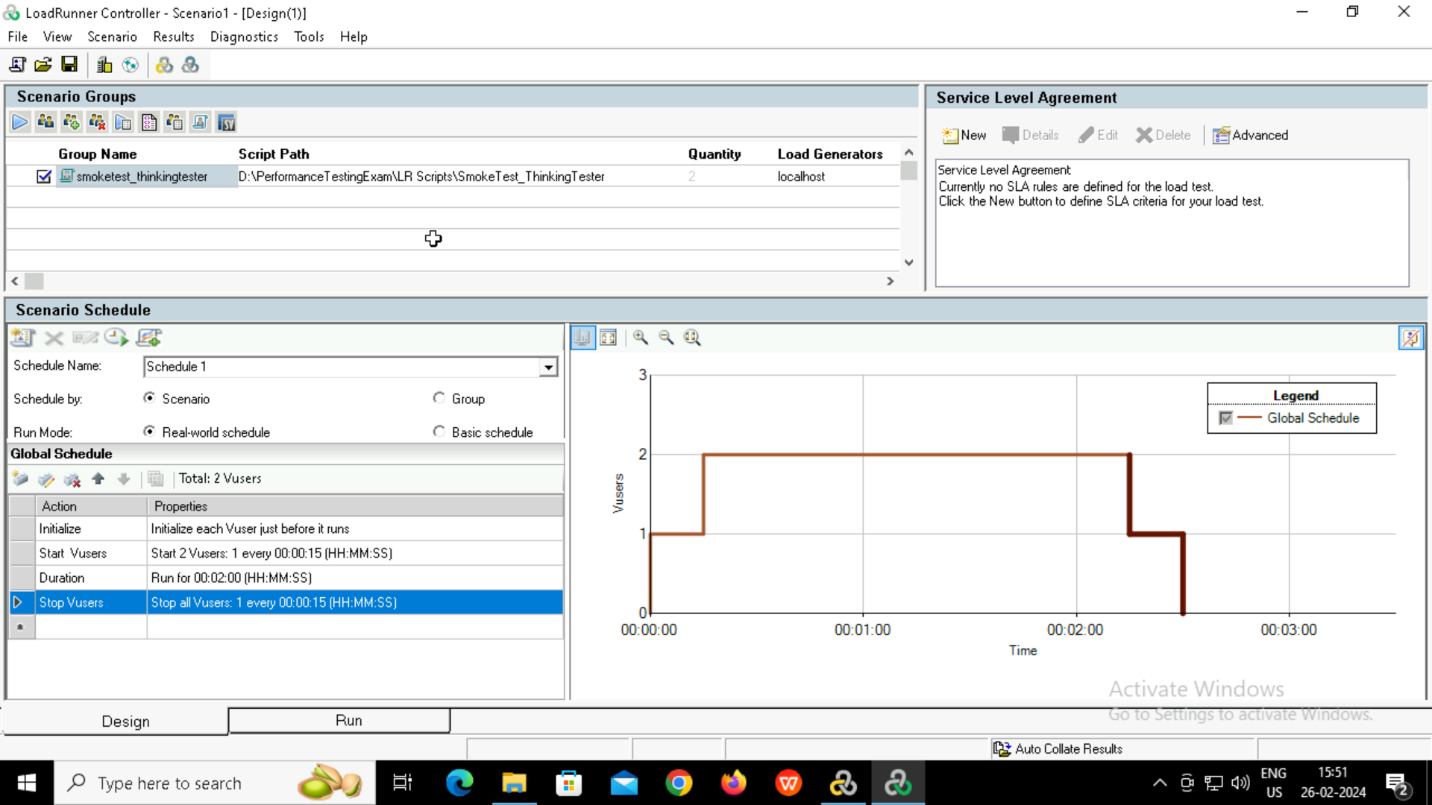 LoadRunner Controller - Scenario1 - [Design(1)]
File View Scenario Results Diagnostics Tools Help
Scenario Groups
Group Name Script Path Quantity Load Generators
smoketest_thinkingtester D:\PerformanceTestingExam\LR Scripts\SmokeTest_ThinkingTester 2 localhost
Service Level Agreement
New Details Edit Delete Advanced
Service Level Agreement
Currently no SLA rules are defined for the load test.
Click the New button to define SLA criteria for your load test.
Scenario Schedule
Schedule Name: Schedule 1
Schedule by: Scenario Group
Run Mode: Real-world schedule Basic schedule
Global Schedule
Total: 2 Vusers
Action Properties
Initialize Initialize each Vuser just before it runs
Start Vusers Start 2 Vusers: 1 every 00:00:15 (HH:MM:SS)
Duration Run for 00:02:00 (HH:MM:SS)
Stop Vusers Stop all Vusers: 1 every 00:00:15 (HH:MM:SS)
*
Legend
Global Schedule
3
2
1
0
Vusers
00:00:00 00:01:00 00:02:00 00:03:00
Time
Activate Windows
Go to Settings to activate Windows.
Design Run
Auto Collate Results
Type here to search
ENG
US
15:51
26-02-2024
2